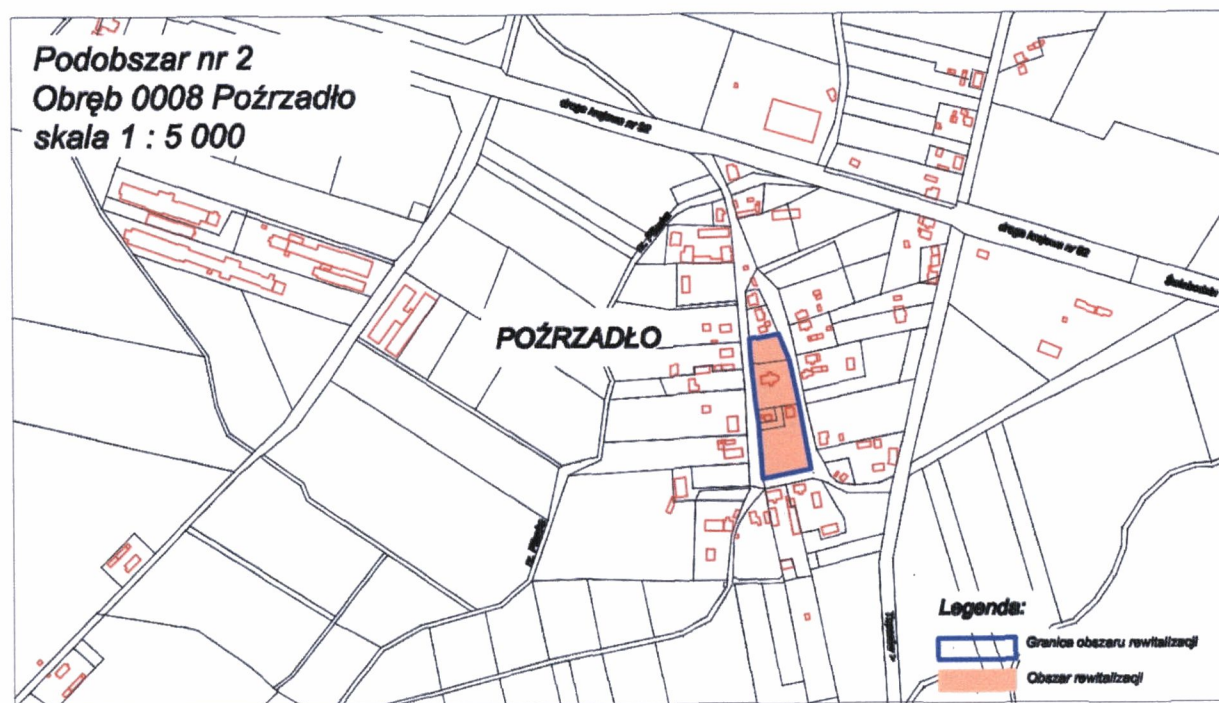 Podobszar nr 2
Obręb 0008 Poźrzadło
skala 1 : 5 000
droga krajowa nr 92
droga krajowa nr 92
POŹRZADŁO
Legenda:
Granica obszaru rewitalizacji
Obszar rewitalizacji